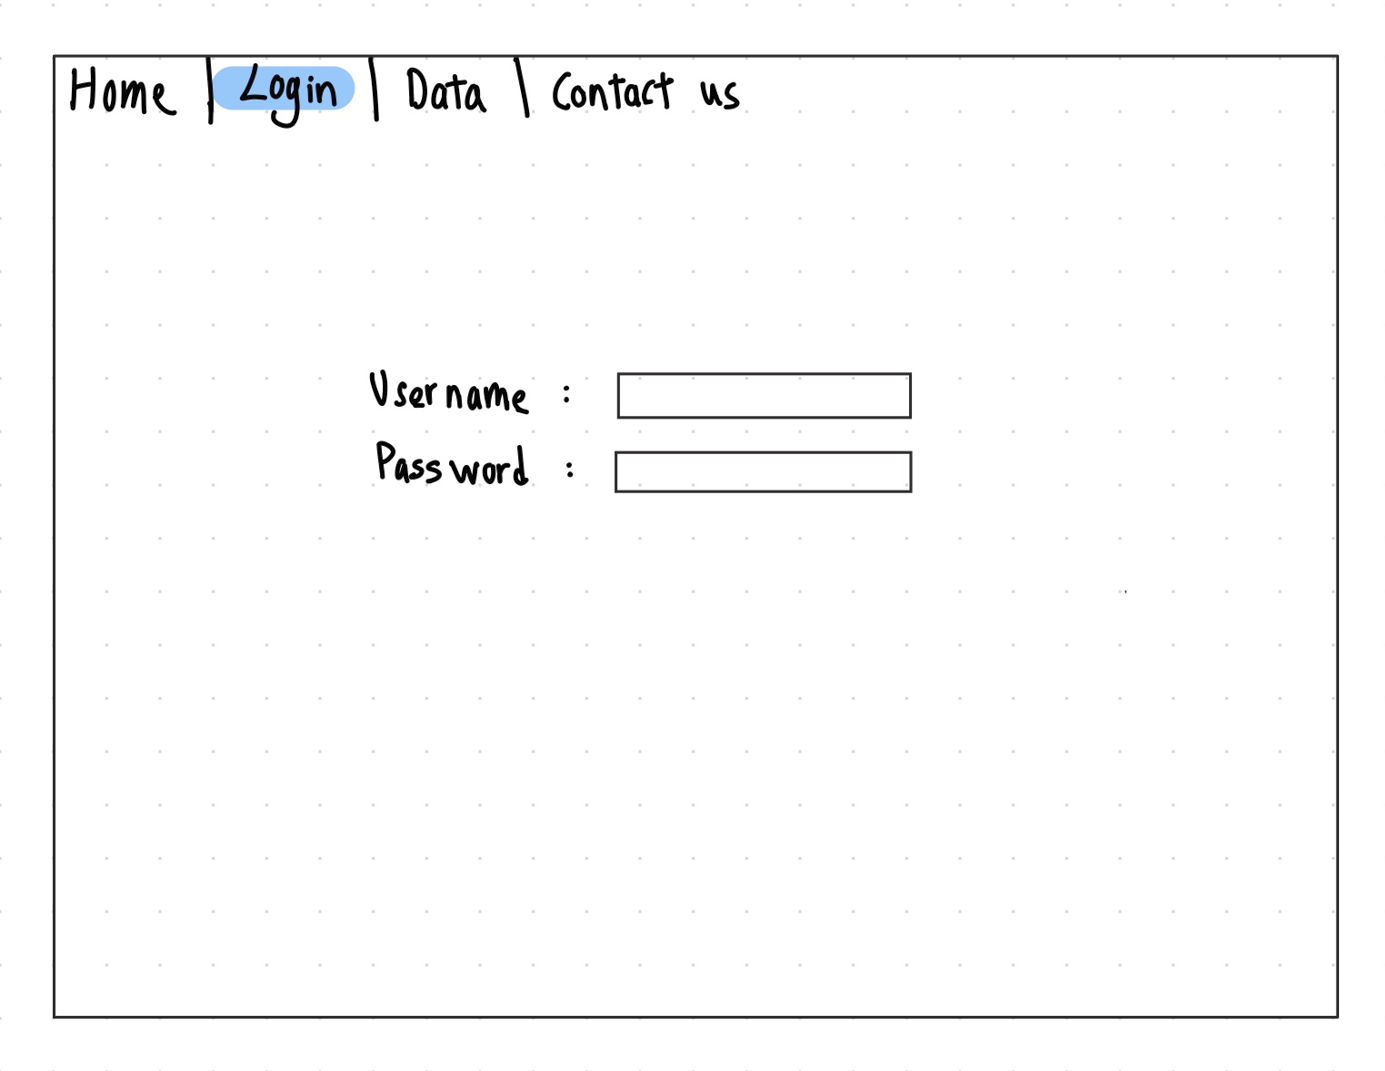 Home | Login | Data | Contact us
Username :
Password :